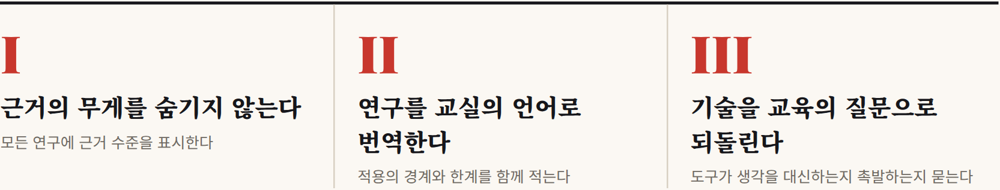 I
근거의 무게를 숨기지 않는다
모든 연구에 근거 수준을 표시한다
II
연구를 교실의 언어로
번역한다
적용의 경계와 한계를 함께 적는다
III
기술을 교육의 질문으로
되돌린다
도구가 생각을 대신하는지 촉발하는지 묻는다